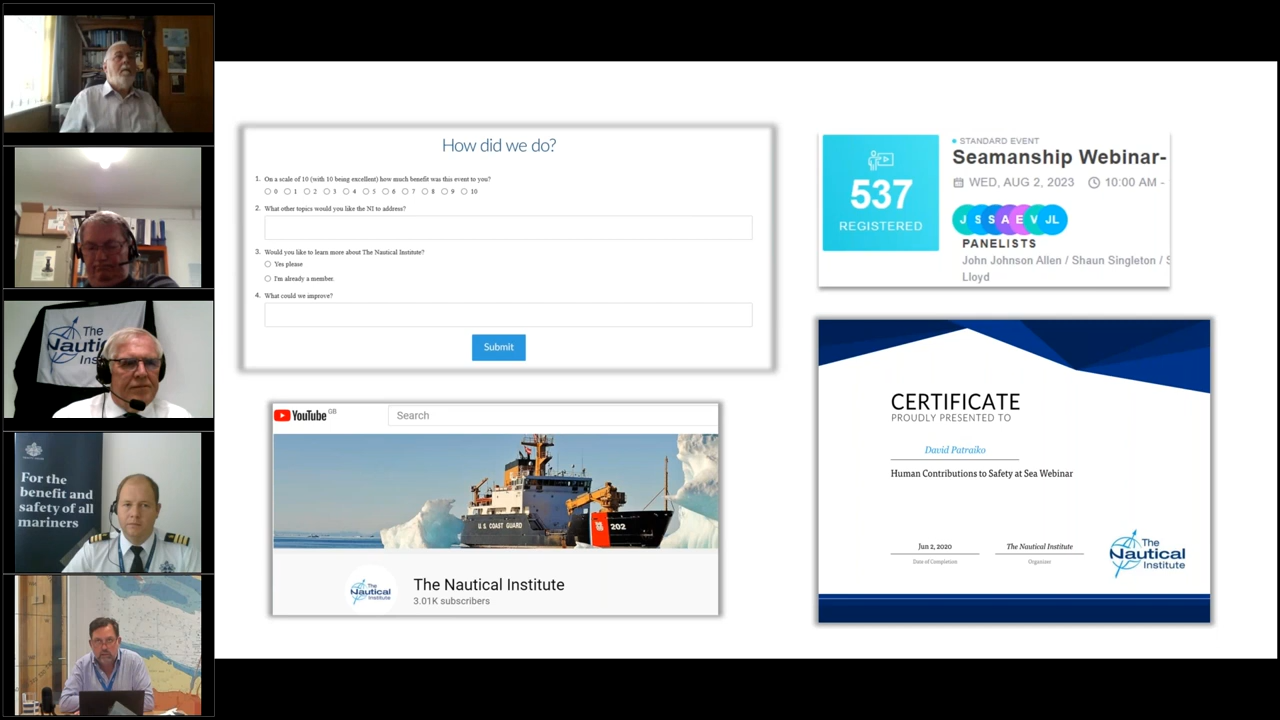 The
Nauti
Institute
For the
benefit and
safety of all
mariners
How did we do?
1. On a scale of 10 (with 10 being excellent) how much benefit was this event to you?
0 1 2 3 4 5 6 7 8 9 10
2. What other topics would you like the NI to address?
3. Would you like to learn more about The Nautical Institute?
Yes please
I'm already a member.
4. What could we improve?
Submit
YouTube GB
Search
U.S. COAST GUARD
202
The
Nautical
Institute
The Nautical Institute
3.01K subscribers
537
REGISTERED
STANDARD EVENT
Seamanship Webinar-
WED, AUG 2, 2023 10:00 AM -
J S S A E V JL
PANELISTS
John Johnson Allen / Shaun Singleton / S
Lloyd
CERTIFICATE
PROUDLY PRESENTED TO
David Patraiko
Human Contributions to Safety at Sea Webinar
Jun 2, 2020 The Nautical Institute
Date of Completion Organizer
The
Nautical
Institute